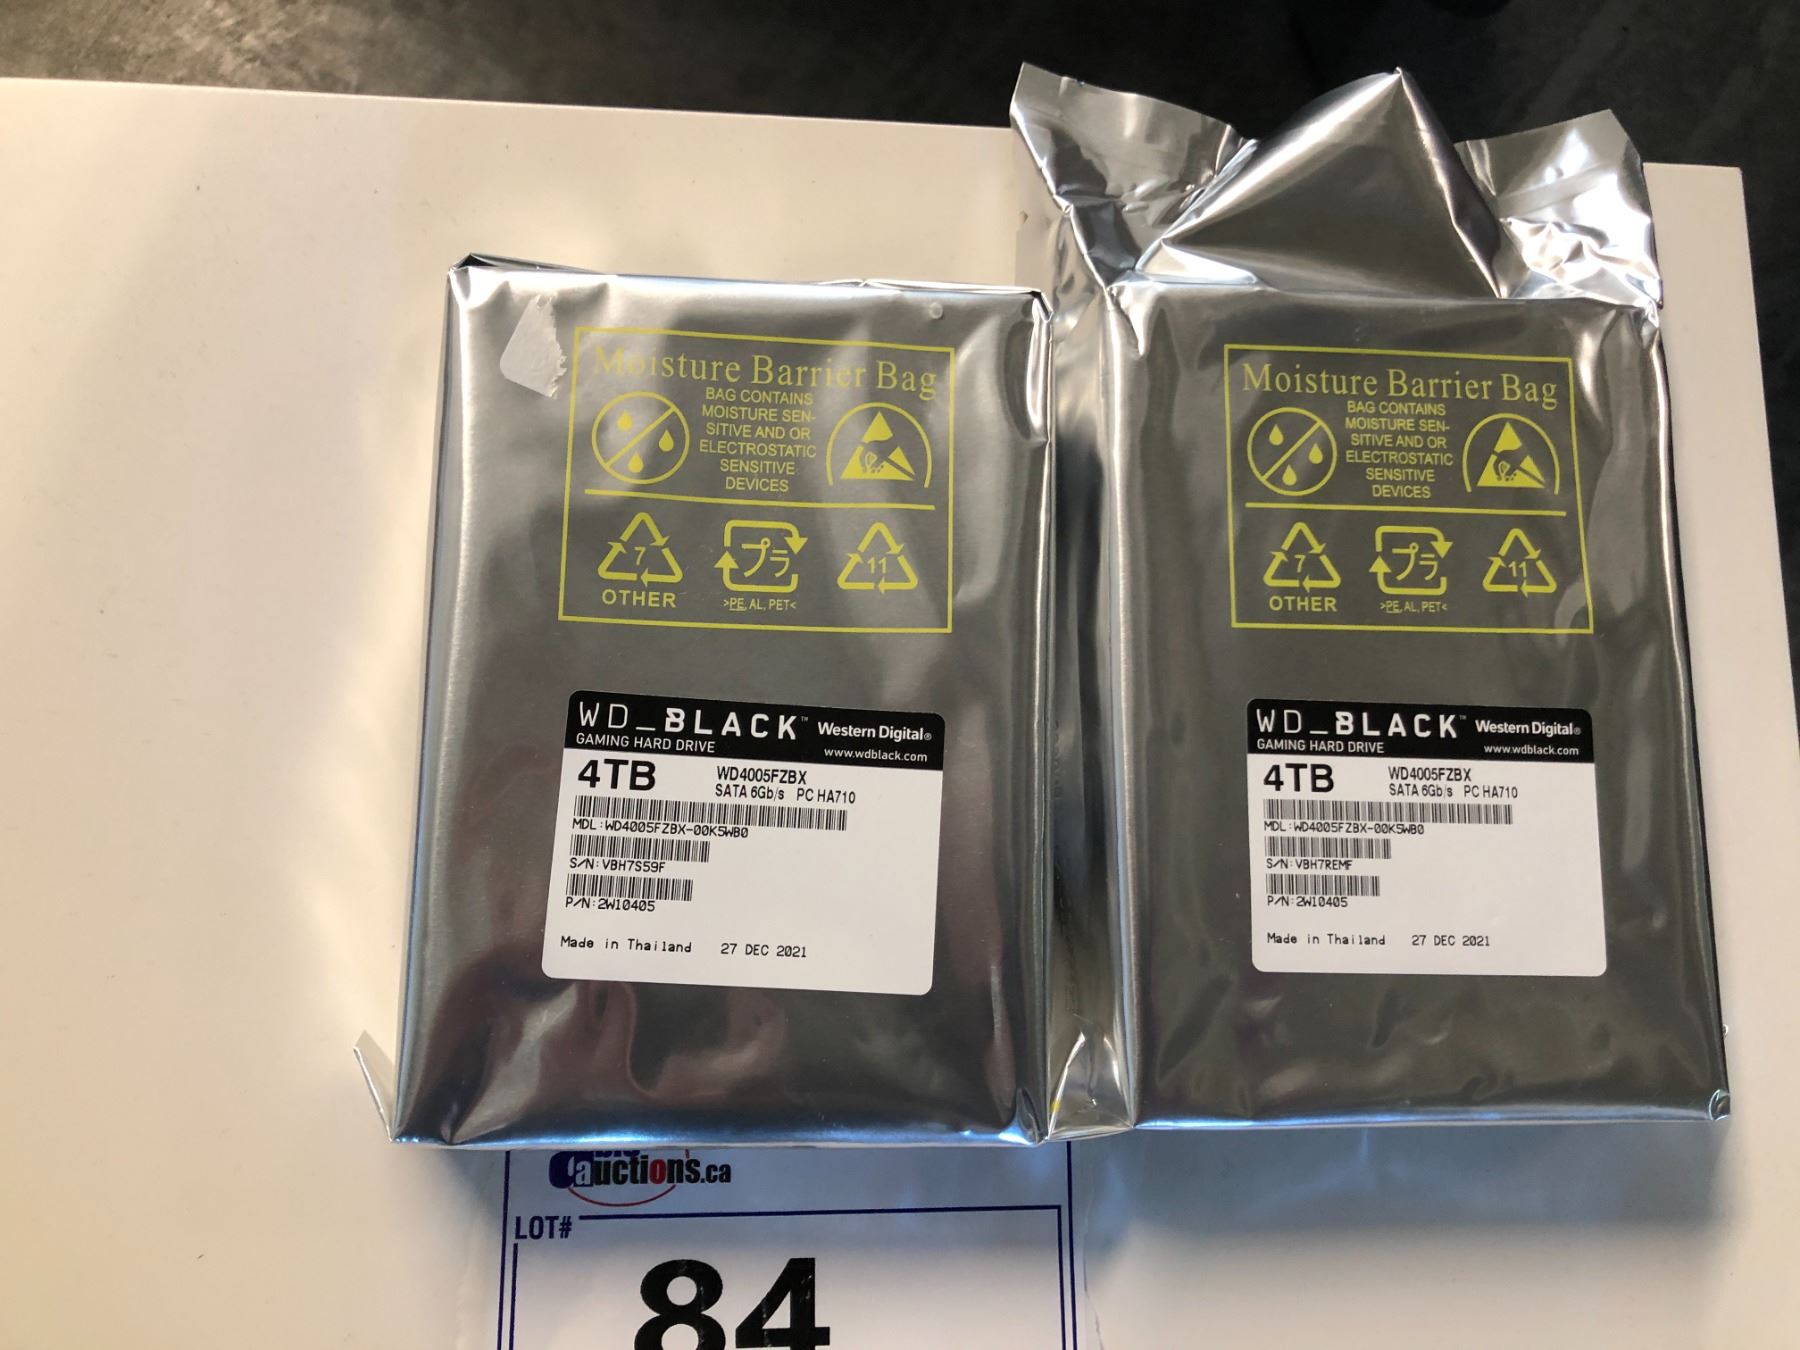 Moisture Barrier Bag
BAG CONTAINS
MOISTURE SEN-
SITIVE AND OR
ELECTROSTATIC
SENSITIVE
DEVICES
7
プラ
11
OTHER
>PE, AL, PET<
WD_BLACK™ Western Digital®
GAMING HARD DRIVE
www.wdblack.com
4TB
WD4005FZBX
SATA 6Gb/s PC HA710
MDL:WD4005FZBX-00K5WB0
S/N:VBH7S59F
P/N:2W10405
Made in Thailand 27 DEC 2021
Moisture Barrier Bag
BAG CONTAINS
MOISTURE SEN-
SITIVE AND OR
ELECTROSTATIC
SENSITIVE
DEVICES
7
プラ
11
OTHER
>PE, AL, PET<
WD_BLACK™ Western Digital®
GAMING HARD DRIVE
www.wdblack.com
4TB
WD4005FZBX
SATA 6Gb/s PC HA710
MDL:WD4005FZBX-00K5WB0
S/N:VBH7REMF
P/N:2W10405
Made in Thailand 27 DEC 2021
auctions.ca
LOT#
84